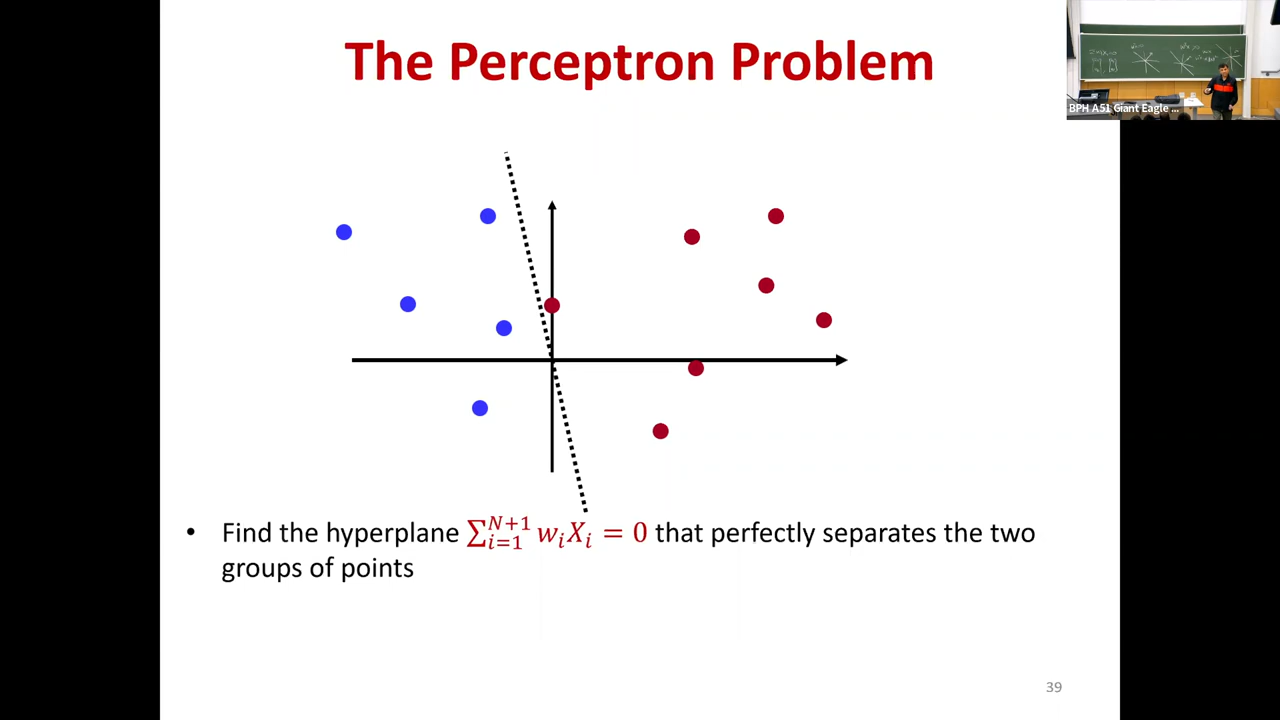 The Perceptron Problem
BPH A51 Giant Eagle ...
• Find the hyperplane $\sum_{i=1}^{N+1} w_i X_i = 0$ that perfectly separates the two
groups of points
39